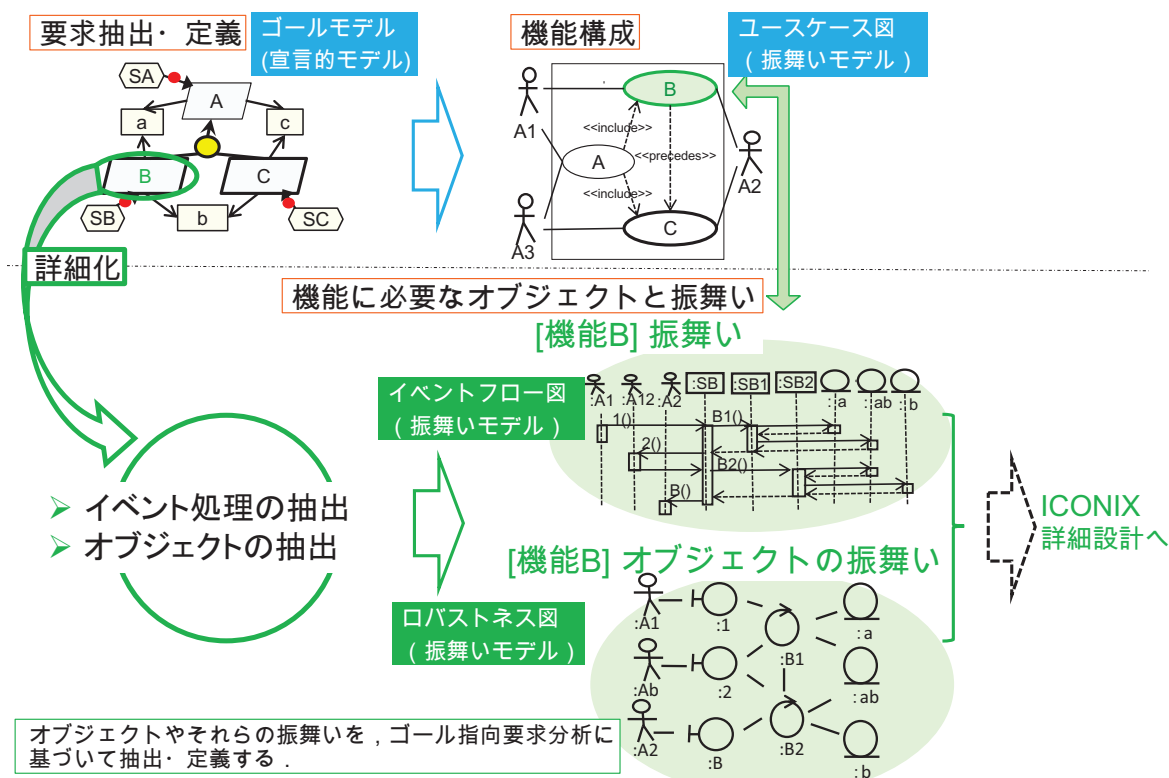 要求抽出・定義
ゴールモデル
(宣言的モデル)
機能構成
ユースケース図
(振舞いモデル)
SA
A
a
c
B
C
SB
b
SC
A1
B
<<include>>
A
<<precedes>>
A2
<<include>>
C
A3
詳細化
機能に必要なオブジェクトと振舞い
[機能B] 振舞い
イベントフロー図
(振舞いモデル)
:A1
:A12
:A2
:SB
:SB1
:SB2
:a
:ab
:b
1()
B1()
2()
B2()
B()
➢ イベント処理の抽出
➢ オブジェクトの抽出
ICONIX
詳細設計へ
[機能B] オブジェクトの振舞い
ロバストネス図
(振舞いモデル)
:A1
:1
:B1
:a
:Ab
:2
:ab
:A2
:B
:B2
:b
オブジェクトやそれらの振舞いを,ゴール指向要求分析に
基づいて抽出・定義する.